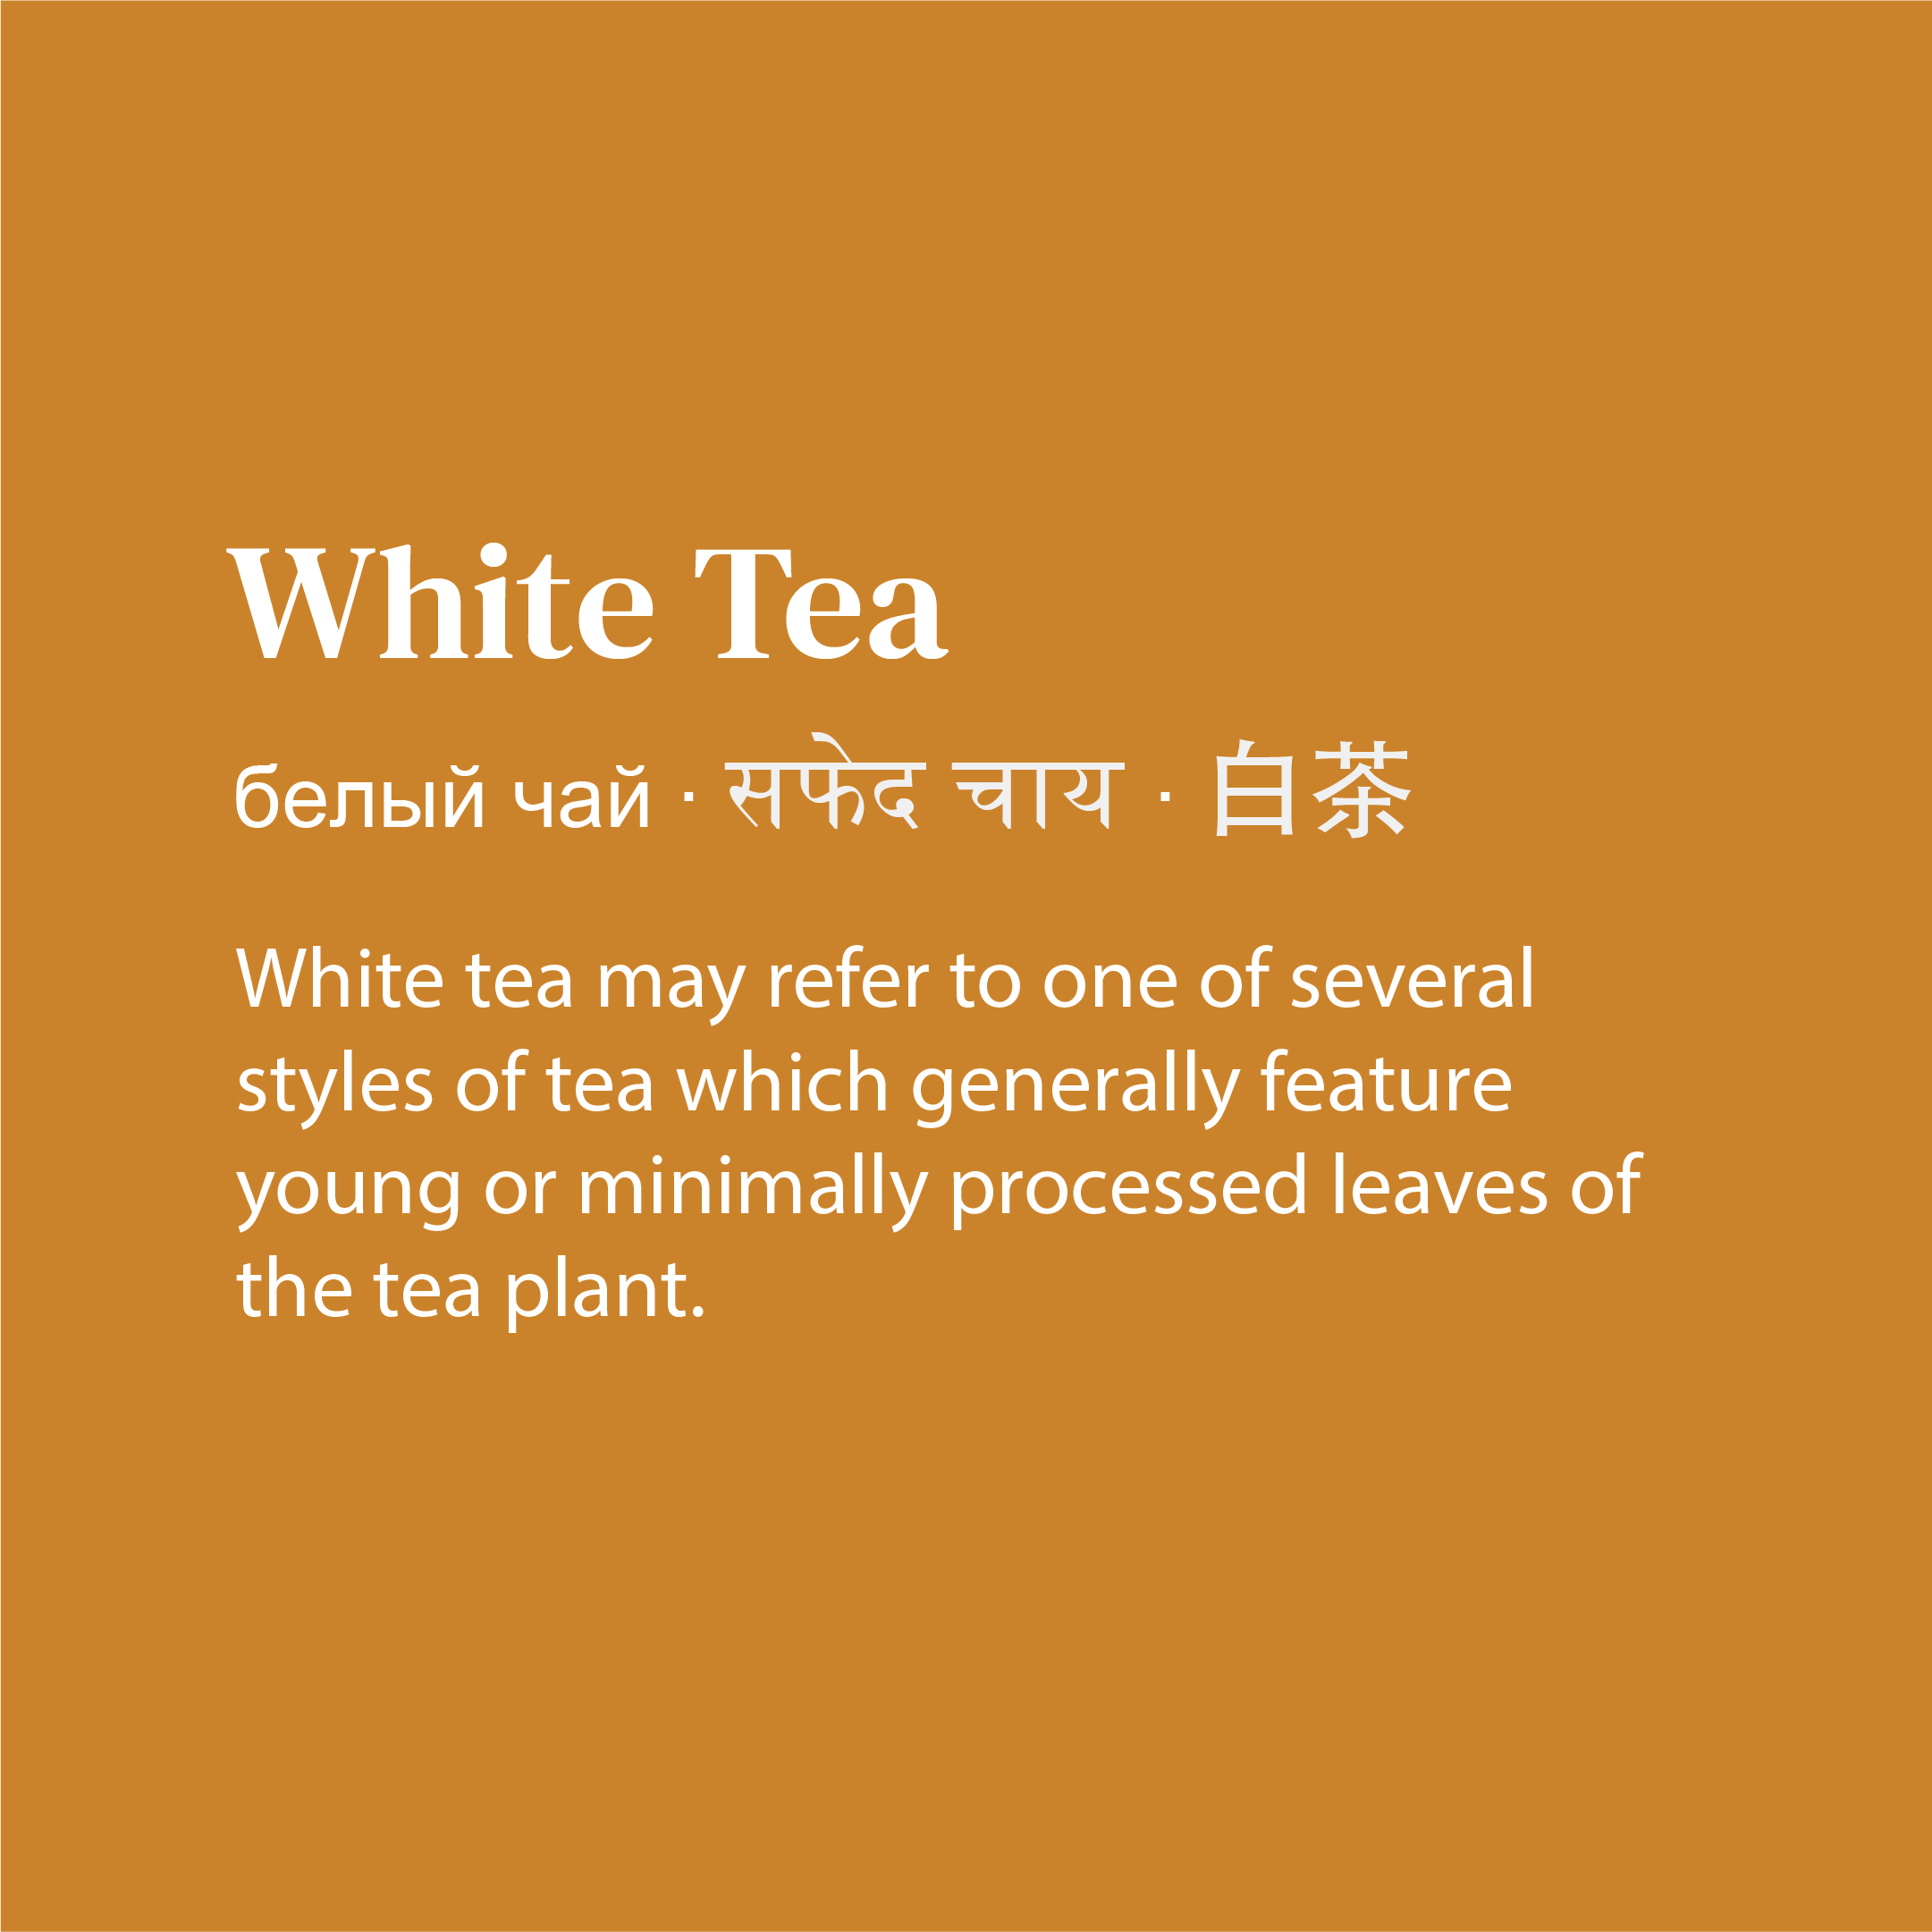 White Tea
белый чай · सफेद चाय · 白茶
White tea may refer to one of several
styles of tea which generally feature
young or minimally processed leaves of
the tea plant.